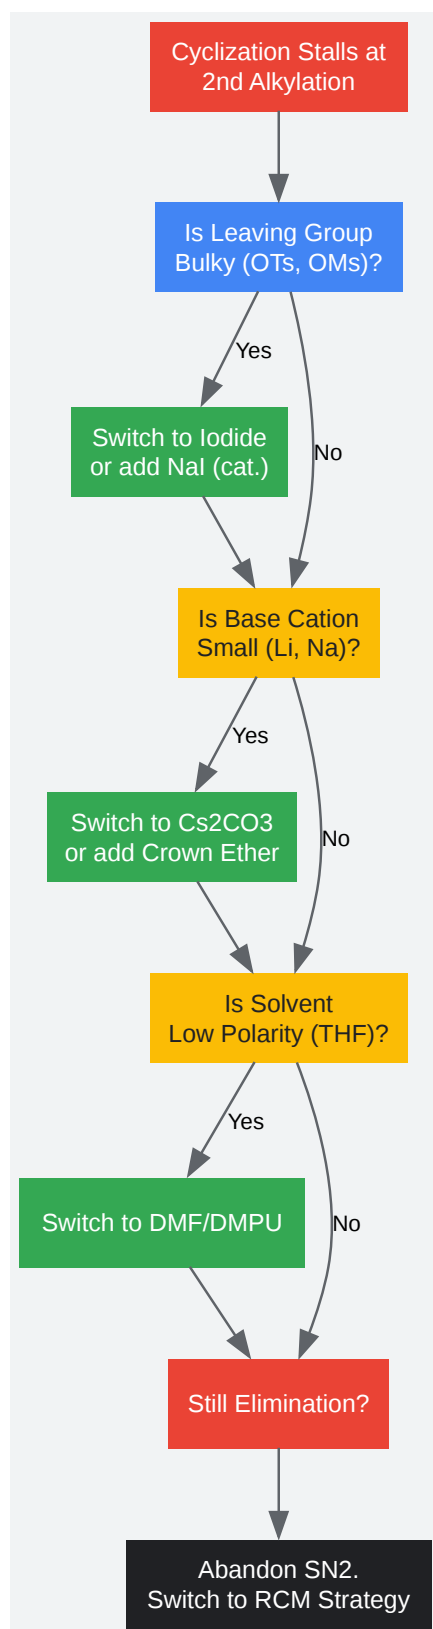 Cyclization Stalls at
2nd Alkylation
Is Leaving Group
Bulky (OTs, OMs)?
Yes
Switch to Iodide
or add NaI (cat.)
No
Is Base Cation
Small (Li, Na)?
Yes
Switch to Cs2CO3
or add Crown Ether
No
Is Solvent
Low Polarity (THF)?
Yes
Switch to DMF/DMPU
No
Still Elimination?
Abandon SN2.
Switch to RCM Strategy